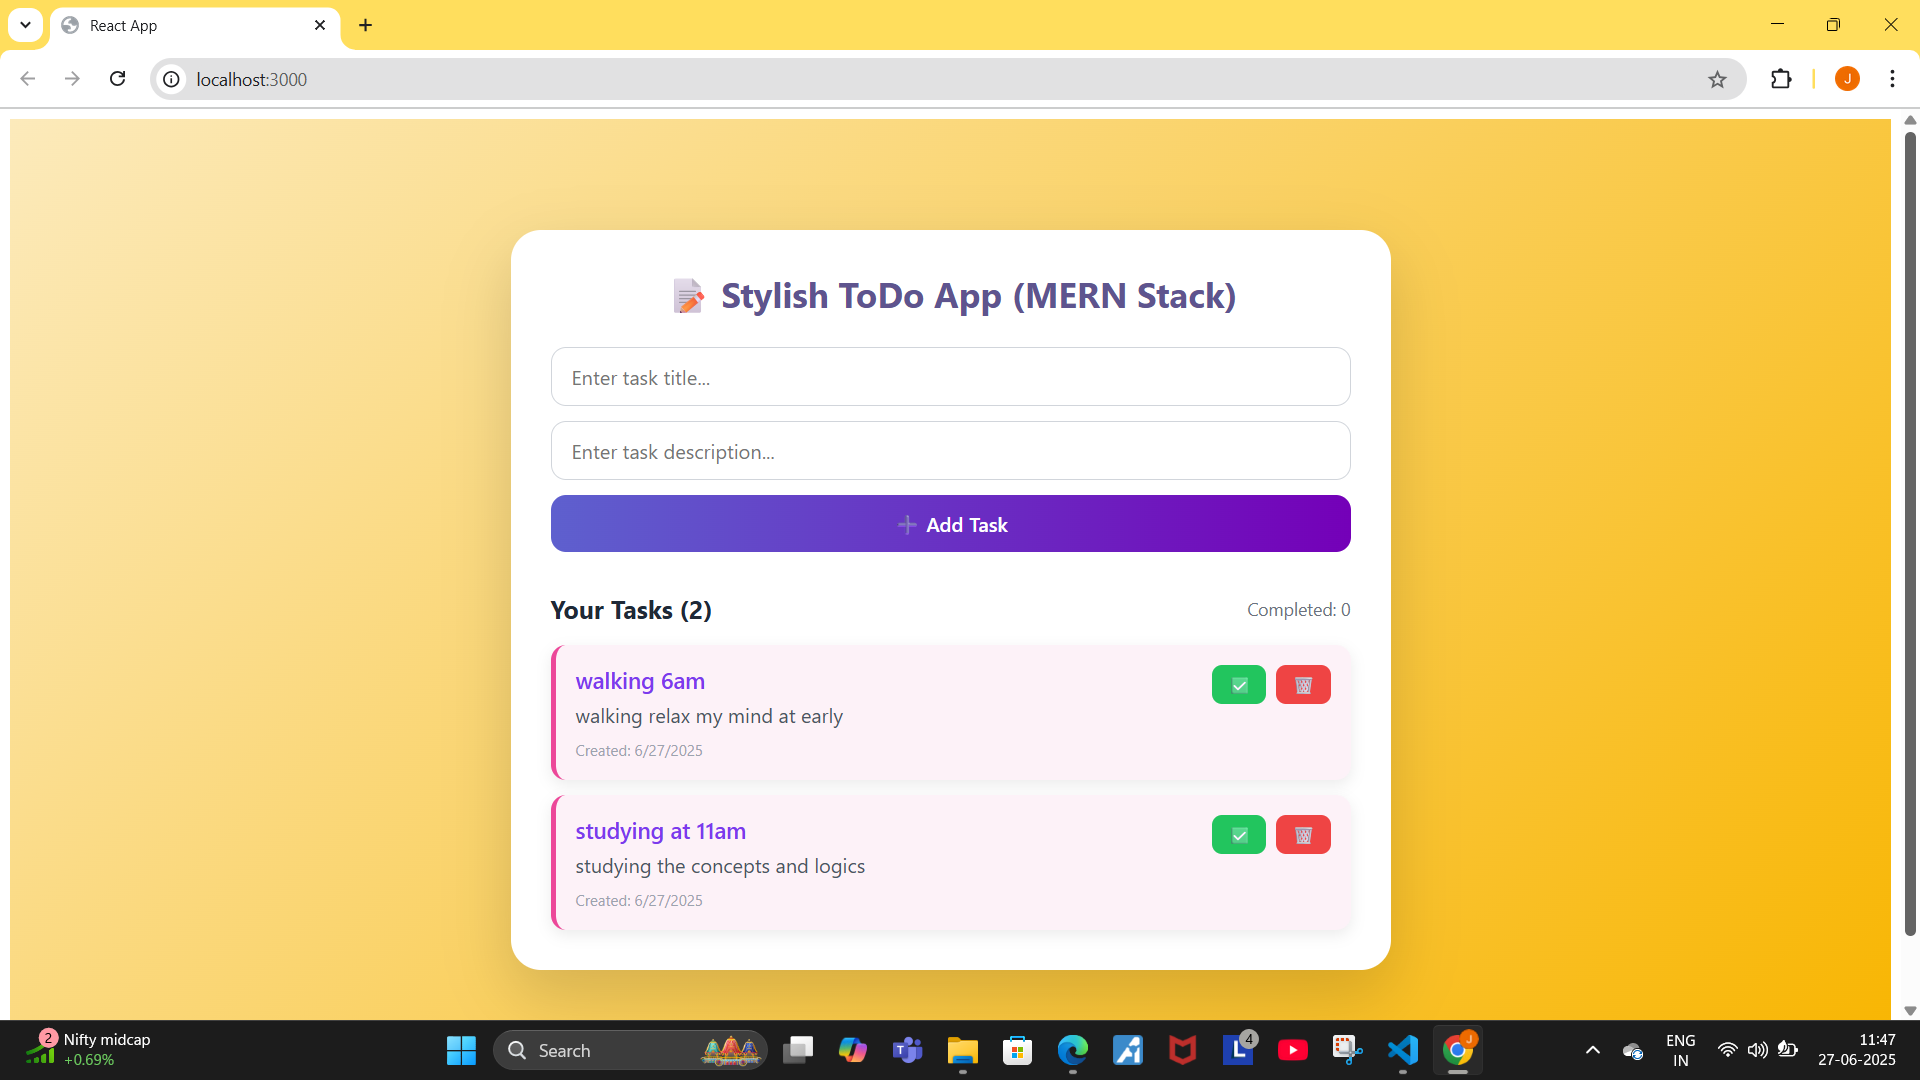 React App
localhost:3000
J
Stylish ToDo App (MERN Stack)
Enter task title...
Enter task description...
Add Task
Your Tasks (2)
Completed: 0
walking 6am
walking relax my mind at early
Created: 6/27/2025
studying at 11am
studying the concepts and logics
Created: 6/27/2025
2
Nifty midcap
+0.69%
Search
T
L
4
J
ENG
IN
11:47
27-06-2025